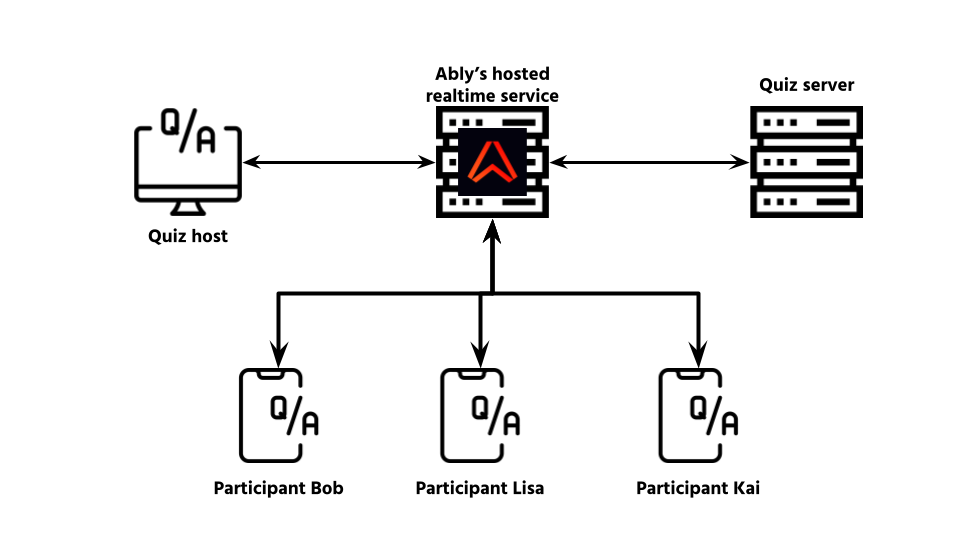 Ably’s hosted
realtime service
Quiz server
Q/A
Quiz host
Q/A
Q/A
Q/A
Participant Bob
Participant Lisa
Participant Kai